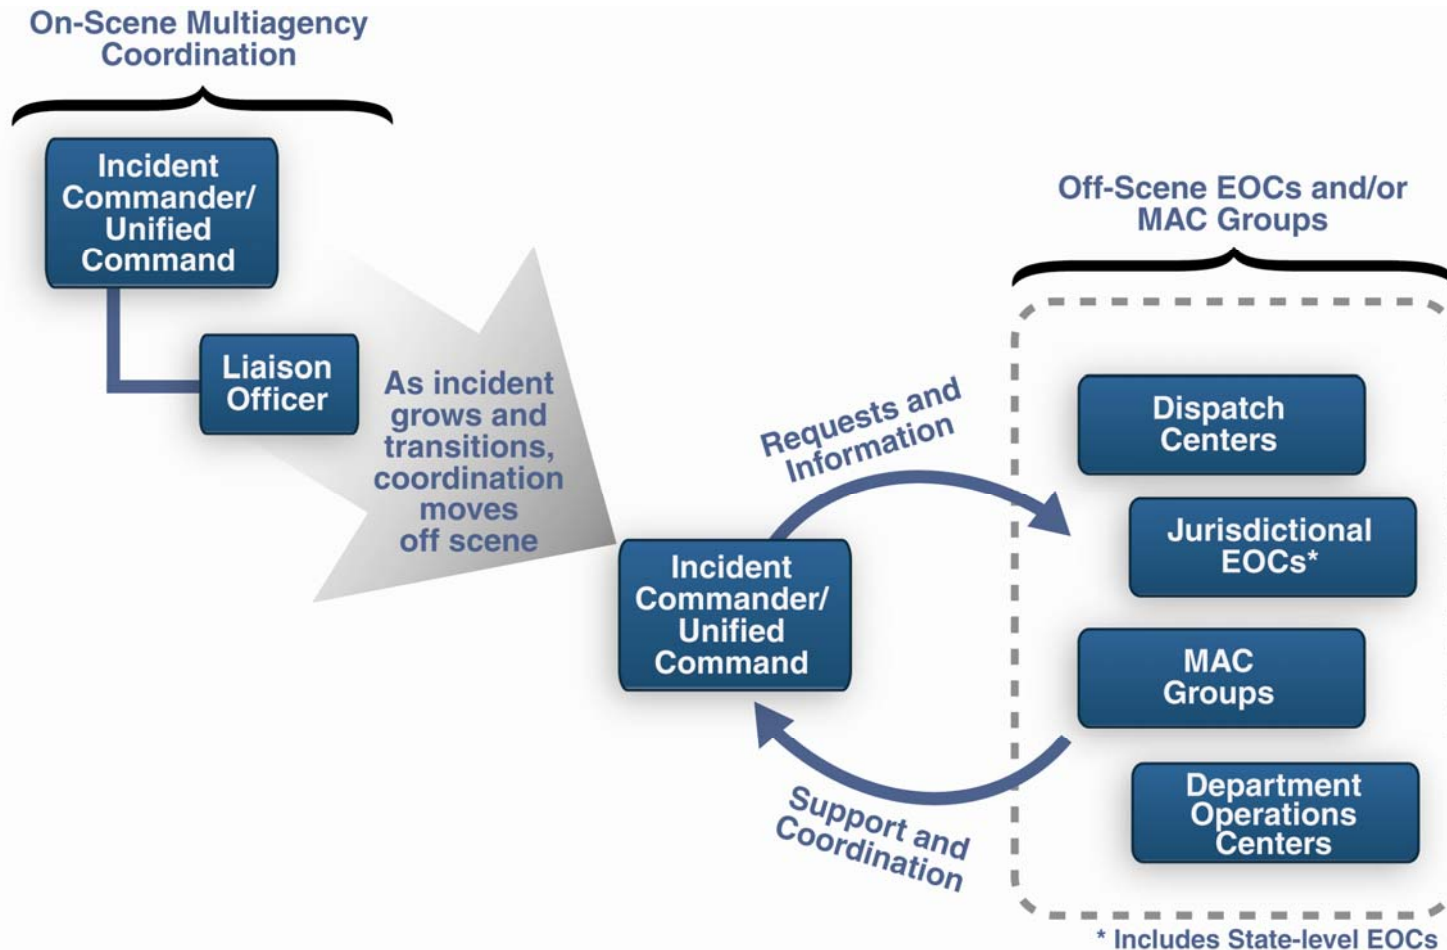 On-Scene Multiagency
Coordination
Incident
Commander/
Unified
Command
Liaison
Officer
As incident
grows and
transitions,
coordination
moves
off scene
Incident
Commander/
Unified
Command
Requests and
Information
Support and
Coordination
Off-Scene EOCs and/or
MAC Groups
Dispatch
Centers
Jurisdictional
EOCs*
MAC
Groups
Department
Operations
Centers
* Includes State-level EOCs